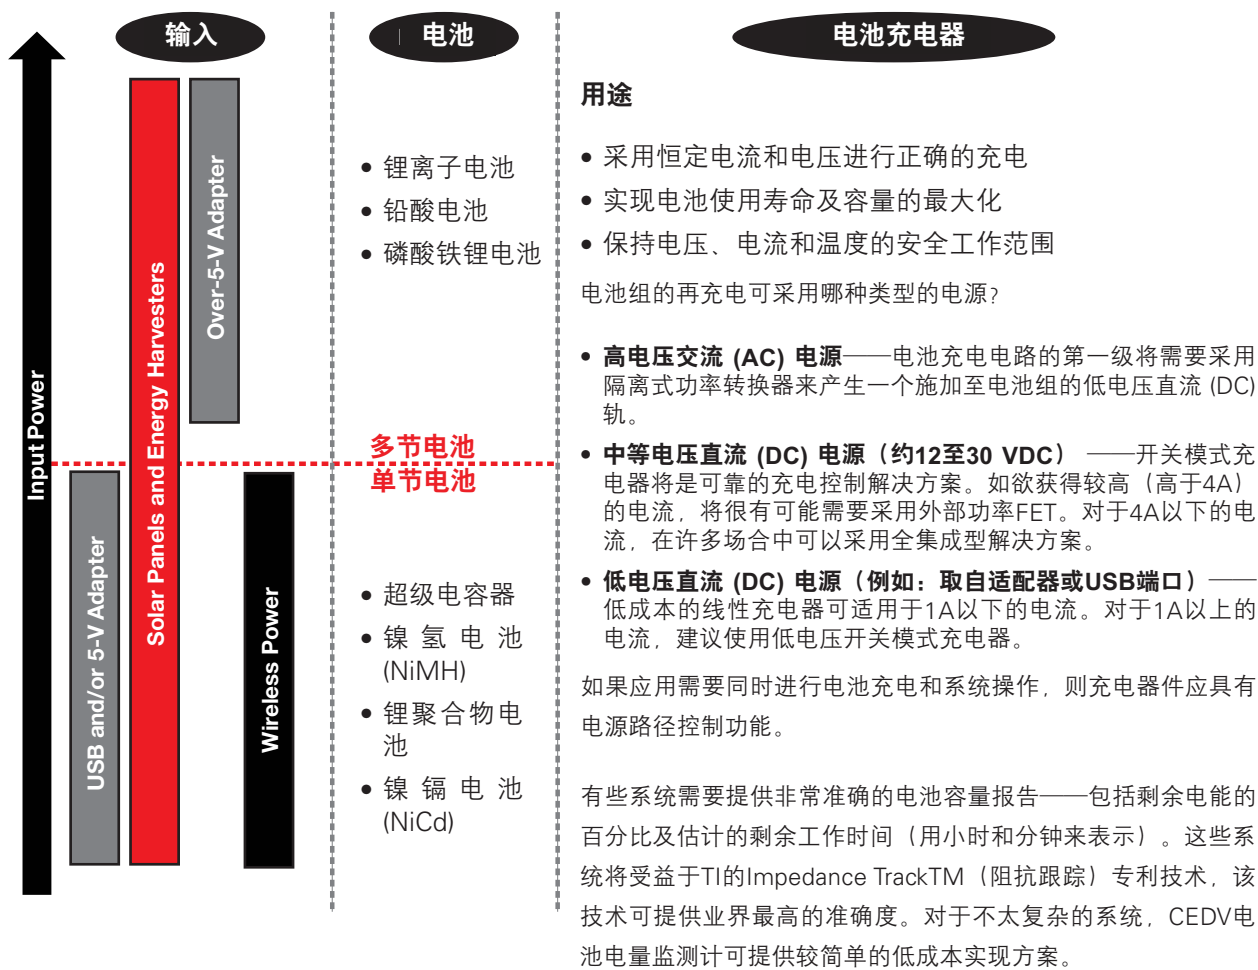 输入
电池
电池充电器
Input Power
USB and/or 5-V Adapter
Solar Panels and Energy Harvesters
Over-5-V Adapter
Wireless Power
• 锂离子电池
• 铅酸电池
• 磷酸铁锂电池
多节电池
单节电池
• 超级电容器
• 镍氢电池
(NiMH)
• 锂聚合物电
池
• 镍镉电池
(NiCd)
用途
• 采用恒定电流和电压进行正确的充电
• 实现电池使用寿命及容量的最大化
• 保持电压、电流和温度的安全工作范围
电池组的再充电可采用哪种类型的电源?
• 高电压交流 (AC) 电源——电池充电电路的第一级将需要采用
隔离式功率转换器来产生一个施加至电池组的低电压直流 (DC)
轨。
• 中等电压直流 (DC) 电源（约12至30 VDC）——开关模式充
电器将是可靠的充电控制解决方案。如欲获得较高（高于4A）
的电流，将很有可能需要采用外部功率FET。对于4A以下的电
流，在许多场合中可以采用全集成型解决方案。
• 低电压直流 (DC) 电源（例如：取自适配器或USB端口）——
低成本的线性充电器可适用于1A以下的电流。对于1A以上的
电流，建议使用低电压开关模式充电器。
如果应用需要同时进行电池充电和系统操作，则充电器件应具有
电源路径控制功能。
有些系统需要提供非常准确的电池容量报告——包括剩余电能的
百分比及估计的剩余工作时间（用小时和分钟来表示）。这些系
统将受益于TI的Impedance TrackTM（阻抗跟踪）专利技术，该
技术可提供业界最高的准确度。对于不太复杂的系统，CEDV电
池电量监测计可提供较简单的低成本实现方案。